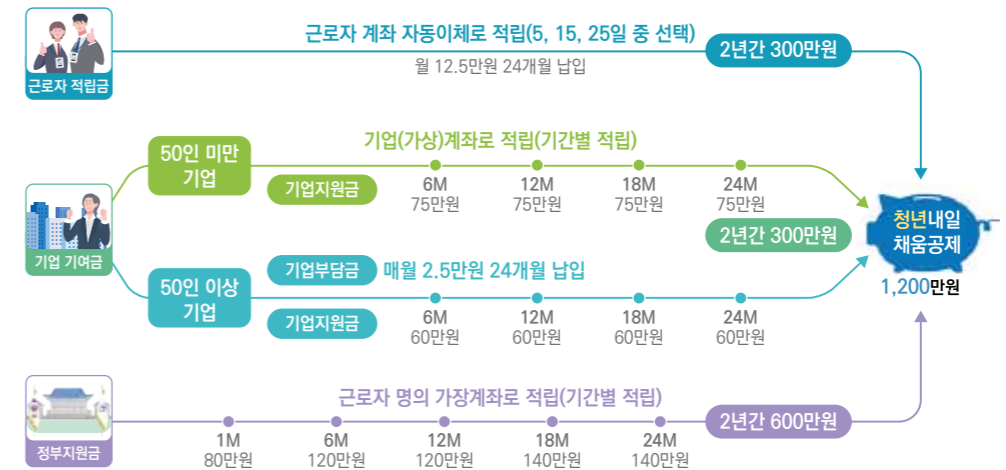 근로자 적립금
근로자 계좌 자동이체로 적립(5, 15, 25일 중 선택)
월 12.5만원 24개월 납입
2년간 300만원
기업 기여금
50인 미만
기업
기업(가상)계좌로 적립(기간별 적립)
기업지원금
6M
75만원
12M
75만원
18M
75만원
24M
75만원
2년간 300만원
50인 이상
기업
기업부담금
매월 2.5만원 24개월 납입
기업지원금
6M
60만원
12M
60만원
18M
60만원
24M
60만원
청년내일
채움공제
1,200만원
정부지원금
근로자 명의 가장계좌로 적립(기간별 적립)
1M
80만원
6M
120만원
12M
120만원
18M
140만원
24M
140만원
2년간 600만원